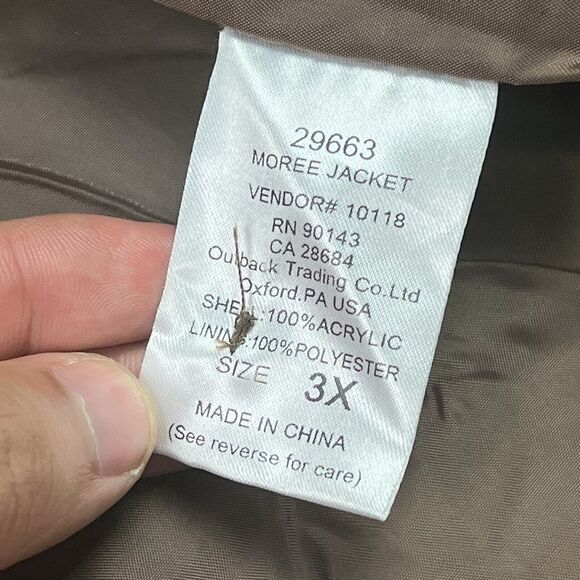 29663
MOREE JACKET
VENDOR# 10118
RN 90143
CA 28684
Outback Trading Co.Ltd
Oxford.PA USA
SHELL:100%ACRYLIC
LINING:100%POLYESTER
SIZE 3X
MADE IN CHINA
(See reverse for care)